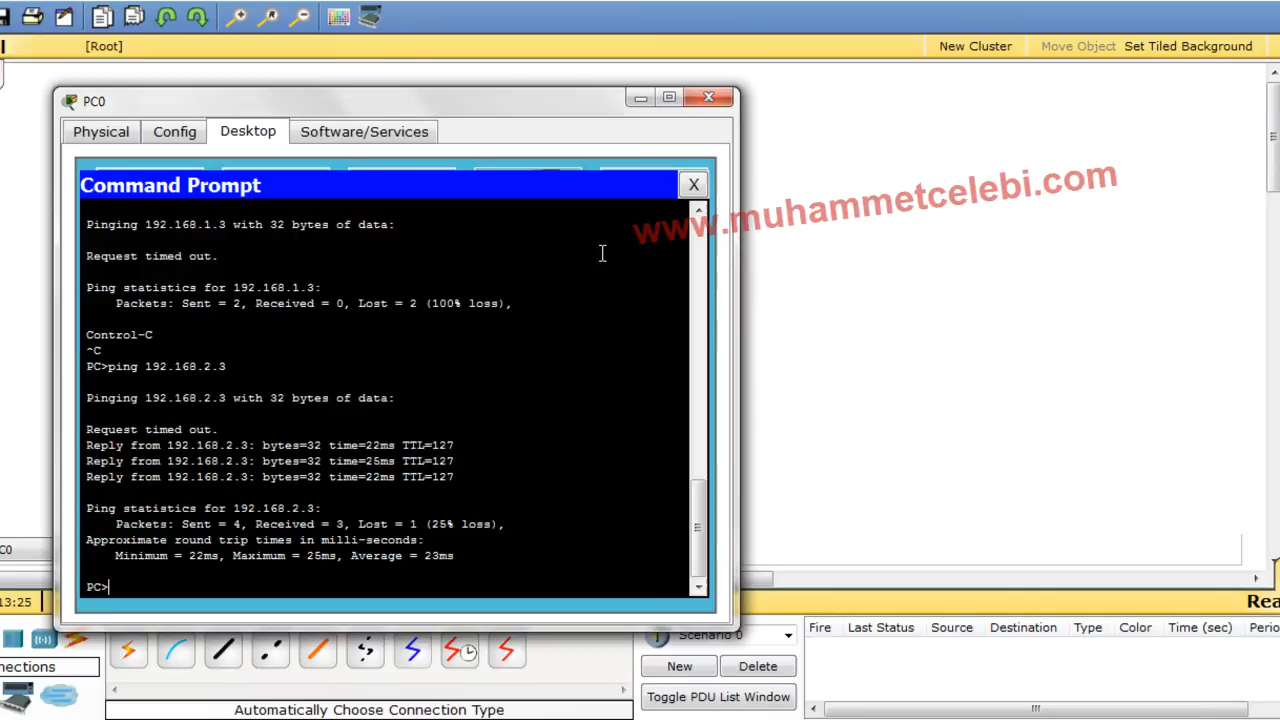 [Root]
New Cluster
Move Object
Set Tiled Background
PC0
Physical
Config
Desktop
Software/Services
Command Prompt
X
www.muhammetcelebi.com
Pinging 192.168.1.3 with 32 bytes of data:
Request timed out.
Ping statistics for 192.168.1.3:
Packets: Sent = 2, Received = 0, Lost = 2 (100% loss),
Control-C
^C
PC>ping 192.168.2.3
Pinging 192.168.2.3 with 32 bytes of data:
Request timed out.
Reply from 192.168.2.3: bytes=32 time=22ms TTL=127
Reply from 192.168.2.3: bytes=32 time=25ms TTL=127
Reply from 192.168.2.3: bytes=32 time=22ms TTL=127
Ping statistics for 192.168.2.3:
Packets: Sent = 4, Received = 3, Lost = 1 (25% loss),
Approximate round trip times in milli-seconds:
Minimum = 22ms, Maximum = 25ms, Average = 23ms
PC>
C0
13:25
Rea
Scenario 0
Fire
Last Status
Source
Destination
Type
Color
Time (sec)
Perio
nections
New
Delete
Toggle PDU List Window
Automatically Choose Connection Type